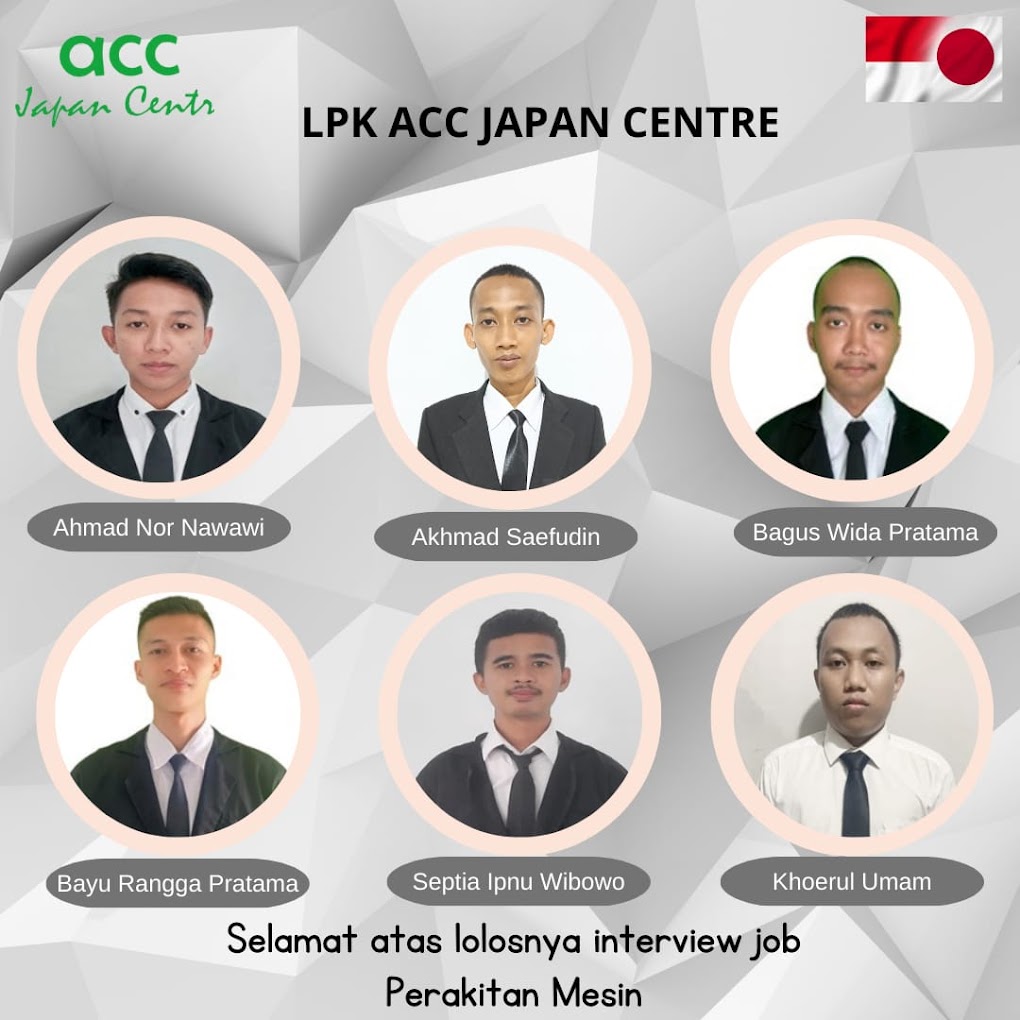 acc
Japan Centr
LPK ACC JAPAN CENTRE
Ahmad Nor Nawawi
Akhmad Saefudin
Bagus Wida Pratama
Bayu Rangga Pratama
Septia Ipnu Wibowo
Khoerul Umam
Selamat atas lolosnya interview job
Perakitan Mesin